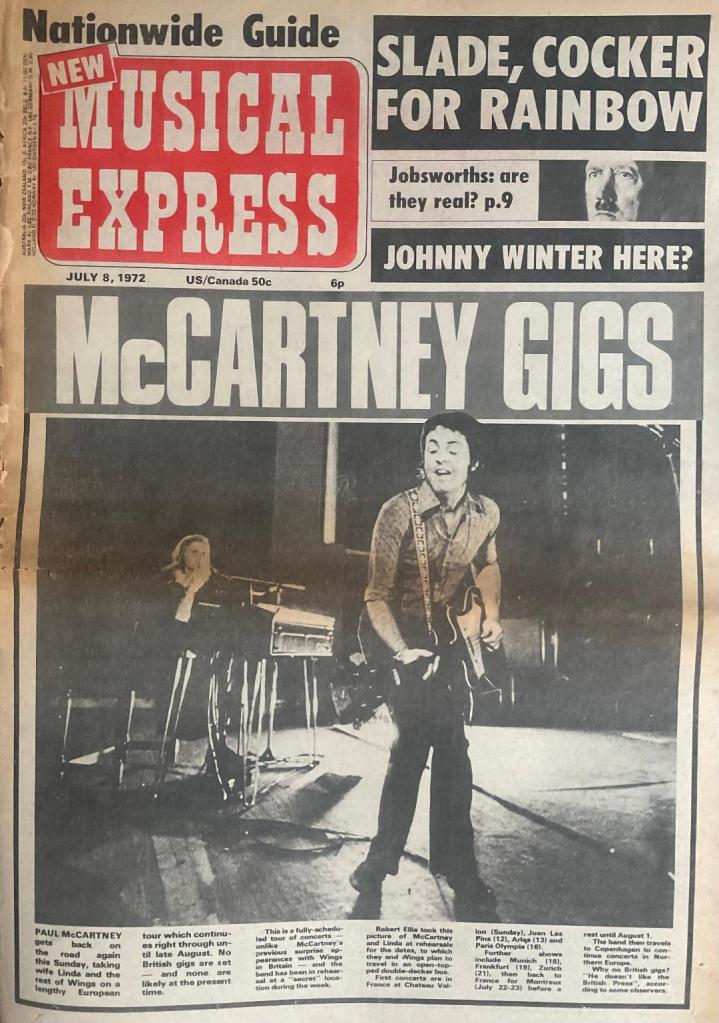 Nationwide Guide
NEW
MUSICAL
EXPRESS
JULY 8, 1972 US/Canada 50c 6p
SLADE, COCKER
FOR RAINBOW
Jobsworths: are
they real? p.9
JOHNNY WINTER HERE?
McCARTNEY GIGS
PAUL McCARTNEY
gets back on
the road again
this Sunday, taking
wife Linda and the
rest of Wings on a
lengthy European
tour which continu-
es right through un-
til late August. No
British gigs are set
— and none are
likely at the present
time.
This is a fully-schedu-
led tour of concerts —
unlike McCartney's
previous surprise ap-
pearances with Wings
in Britain — and the
band has been in rehear-
sal at a "secret" loca-
tion during the week.
Robert Ellis took this
picture of McCartney
and Linda at rehearsals
for the dates, to which
they and Wings plan to
travel in an open-top-
ped double-decker bus.
First concerts are in
France at Chataau Val-
lon (Sunday), Juan Les
Pins (12), Arles (13) and
Paris Olympia (16).
Further shows
include Munich (18),
Frankfurt (19), Zurich
(21), then back to
France for Montreux
(July 22-23) before a
rest until August 1.
The band then travels
to Copenhagen to con-
tinue concerts in Nor-
thern Europe.
Why no British gigs?
"He doesn't like the
British Press", accor-
ding to some observers.